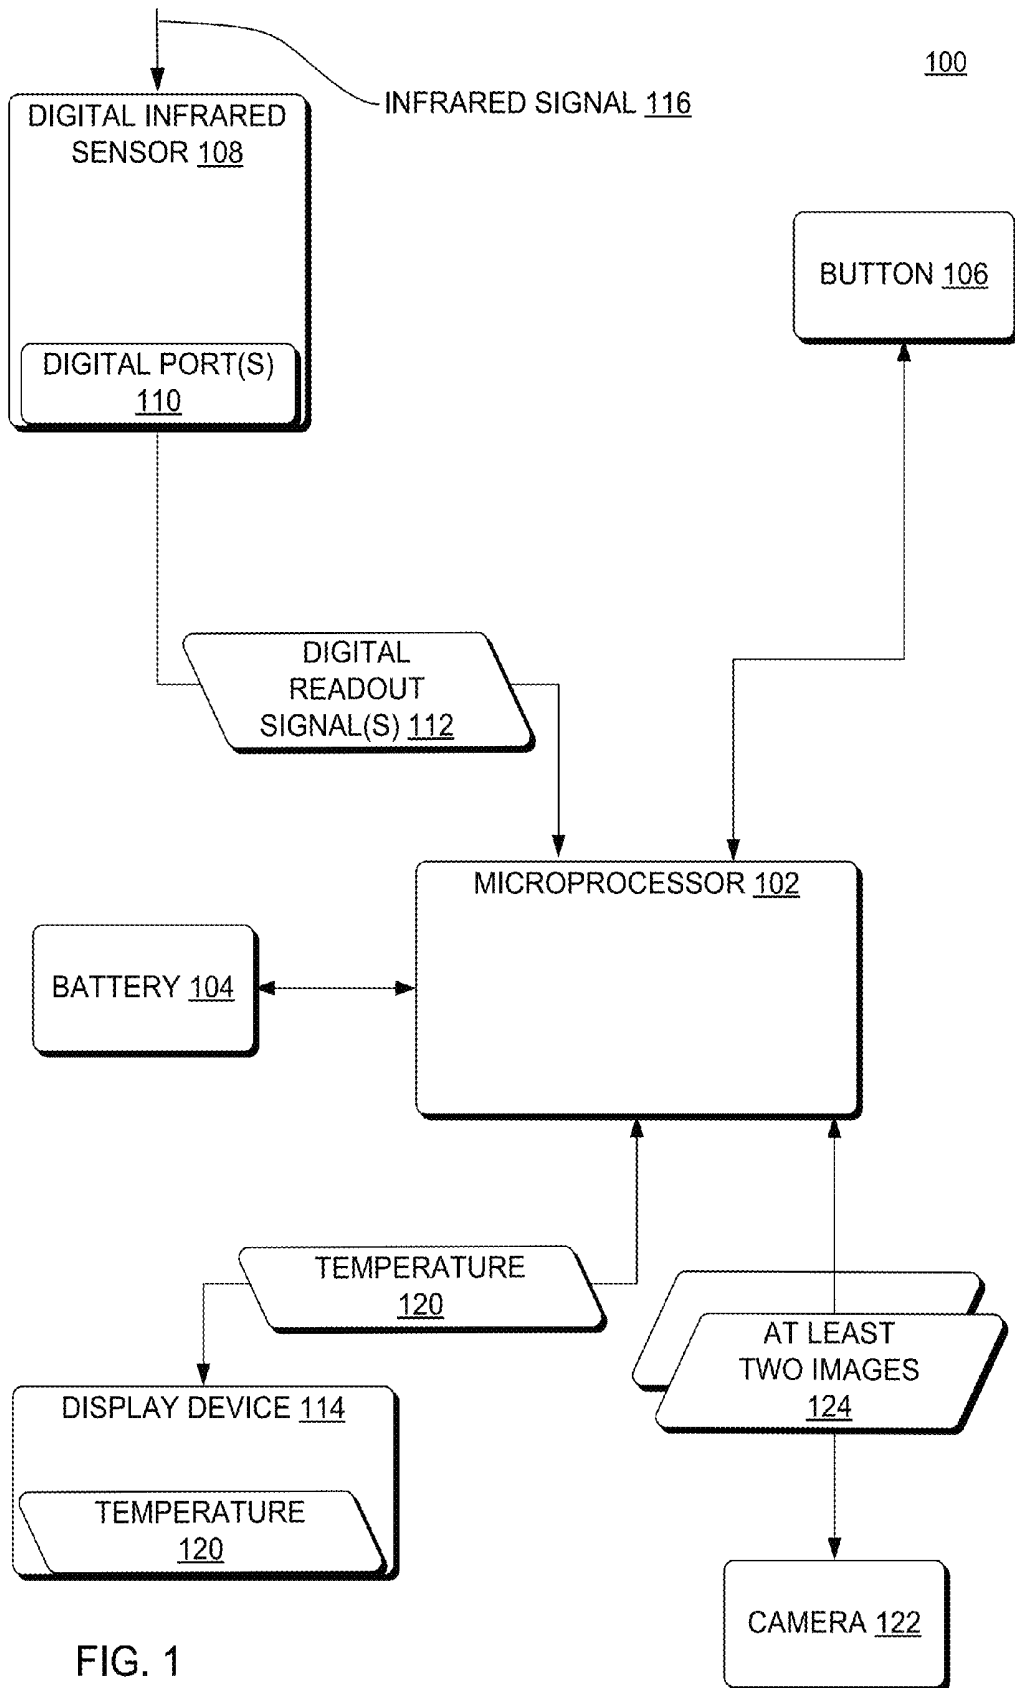 100
INFRARED SIGNAL 116
DIGITAL INFRARED
SENSOR 108
BUTTON 106
DIGITAL PORT(S)
110
DIGITAL
READOUT
SIGNAL(S) 112
MICROPROCESSOR 102
BATTERY 104
TEMPERATURE
120
AT LEAST
TWO IMAGES
124
DISPLAY DEVICE 114
TEMPERATURE
120
CAMERA 122
FIG. 1